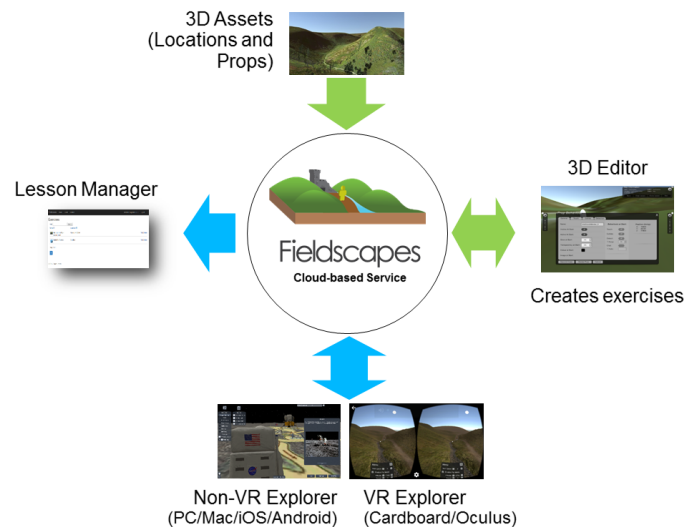 3D Assets
(Locations and
Props)
Lesson Manager
3D Editor
Fieldscapes
Cloud-based Service
Creates exercises
Non-VR Explorer
(PC/Mac/iOS/Android)
VR Explorer
(Cardboard/Oculus)